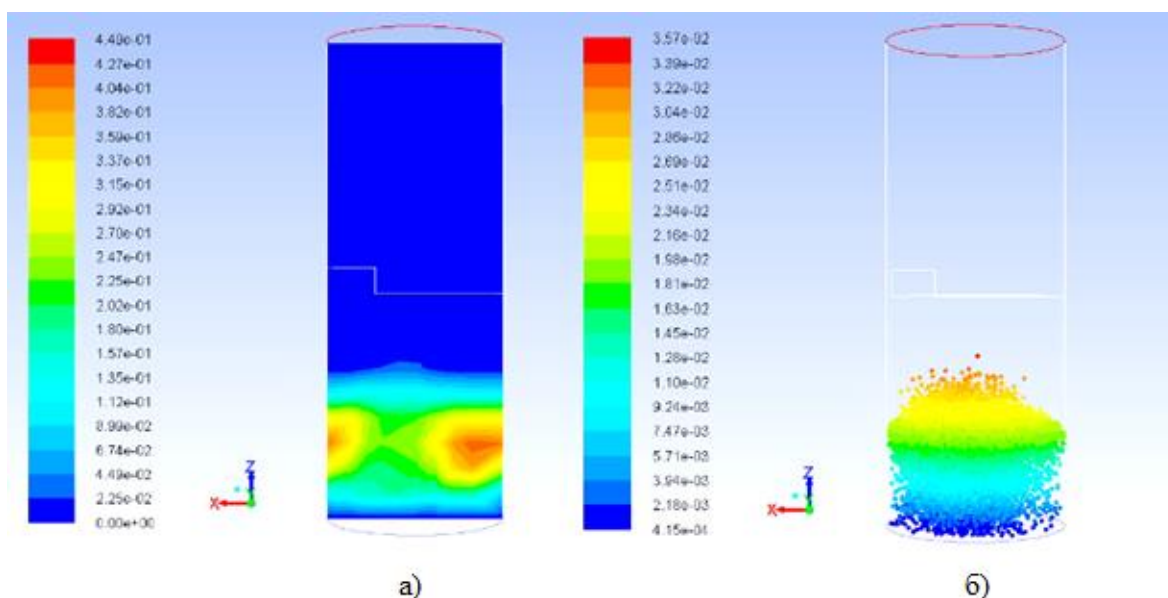 4.49e-01
4.27e-01
4.04e-01
3.82e-01
3.59e-01
3.37e-01
3.15e-01
2.92e-01
2.70e-01
2.47e-01
2.25e-01
2.02e-01
1.80e-01
1.57e-01
1.35e-01
1.12e-01
8.99e-02
6.74e-02
4.49e-02
2.25e-02
0.00e+00
Z
X
а)
3.57e-02
3.39e-02
3.22e-02
3.04e-02
2.86e-02
2.69e-02
2.51e-02
2.34e-02
2.16e-02
1.98e-02
1.81e-02
1.63e-02
1.45e-02
1.28e-02
1.10e-02
9.24e-03
7.47e-03
5.71e-03
3.94e-03
2.18e-03
4.15e-04
Z
X
б)